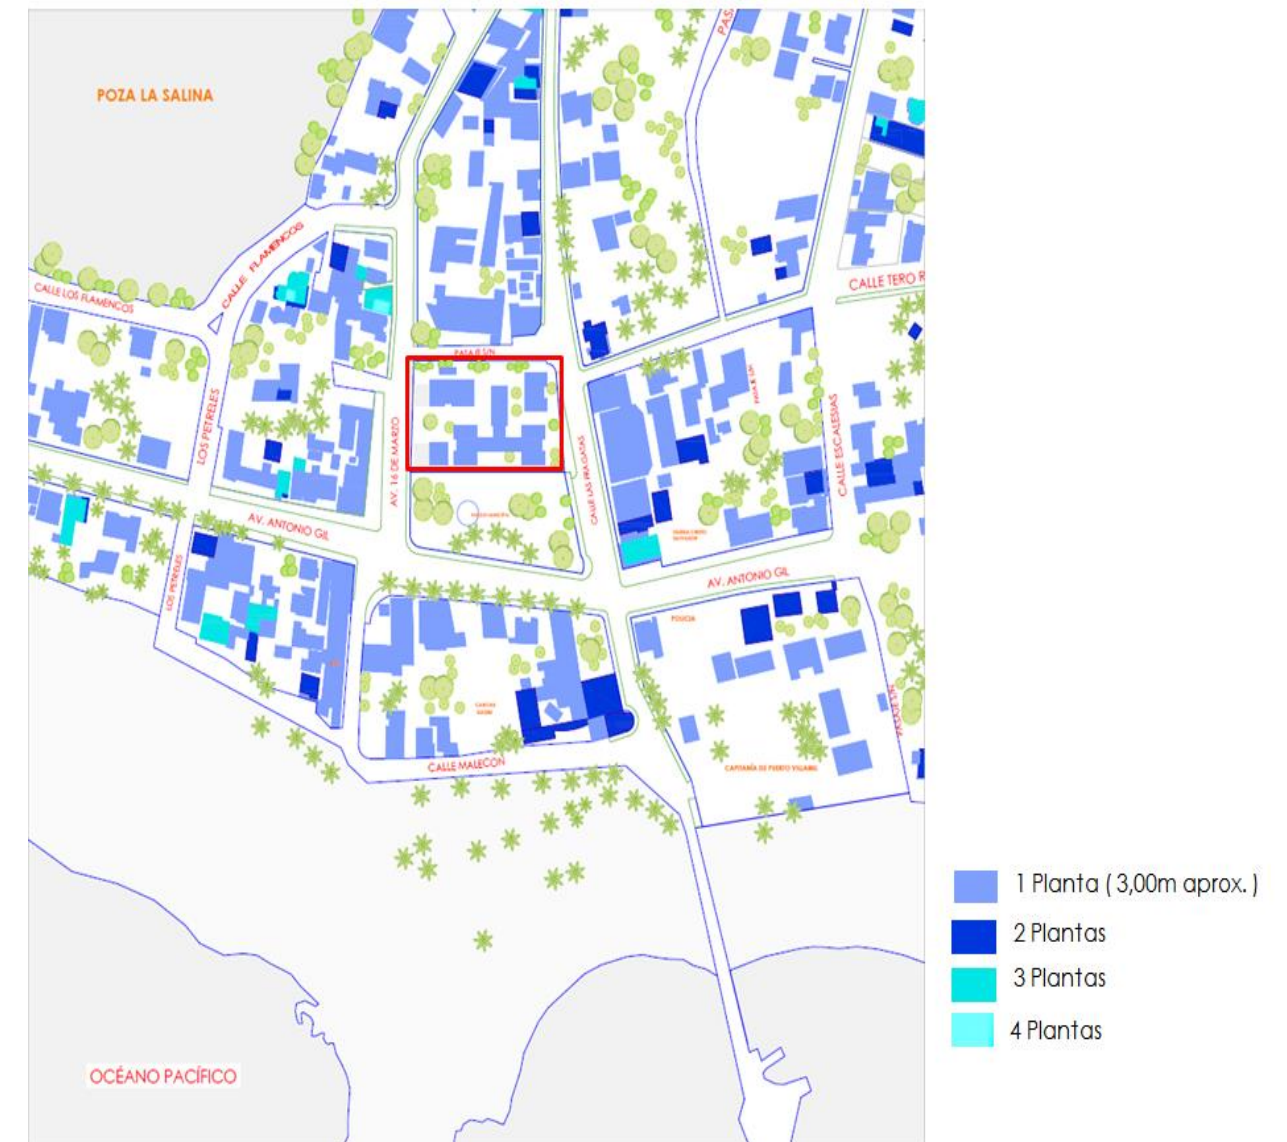 PASA
POZA LA SALINA
CALLE FLAMENCOS
CALLE TERO R
CALLE LOS FLAMENCOS
PASAJE S/N
PASAJE S/N
LOS PETRELES
AV. 16 DE MARZO
CALLE LAS FRAGATAS
CALLE ESCALESIAS
AV. ANTONIO GIL
AV. ANTONIO GIL
LOS PETRELES
POLICIA
PASAJE S/N
CALLE MALECON
CAPITANÍA DE PUERTO VILLAMIL
1 Planta ( 3,00m aprox. )
2 Plantas
3 Plantas
4 Plantas
OCÉANO PACÍFICO